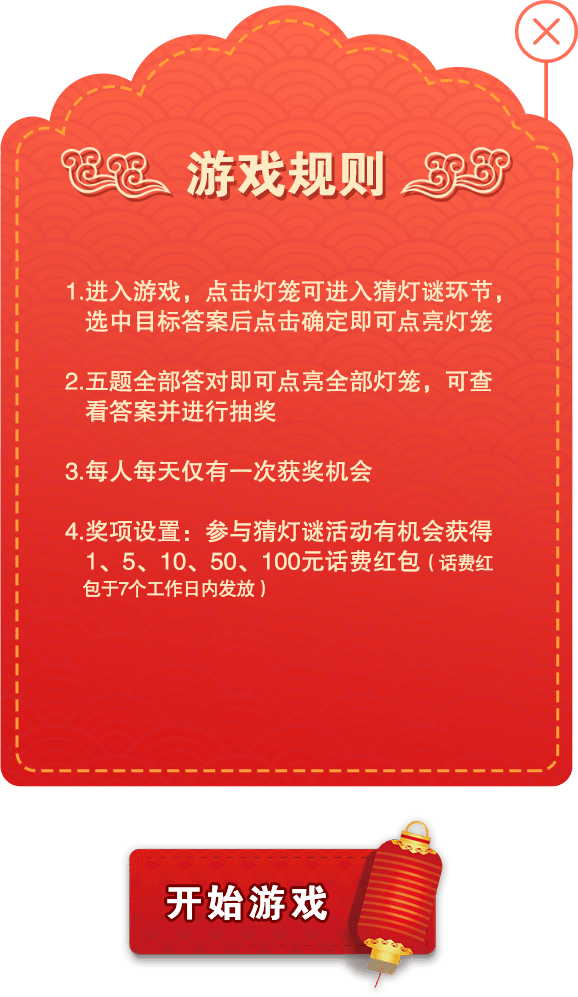 游戏规则
1.进入游戏，点击灯笼可进入猜灯谜环节，
选中目标答案后点击确定即可点亮灯笼
2.五题全部答对即可点亮全部灯笼，可查
看答案并进行抽奖
3.每人每天仅有一次获奖机会
4.奖项设置：参与猜灯谜活动有机会获得
1、5、10、50、100元话费红包（话费红
包于7个工作日内发放）
开始游戏